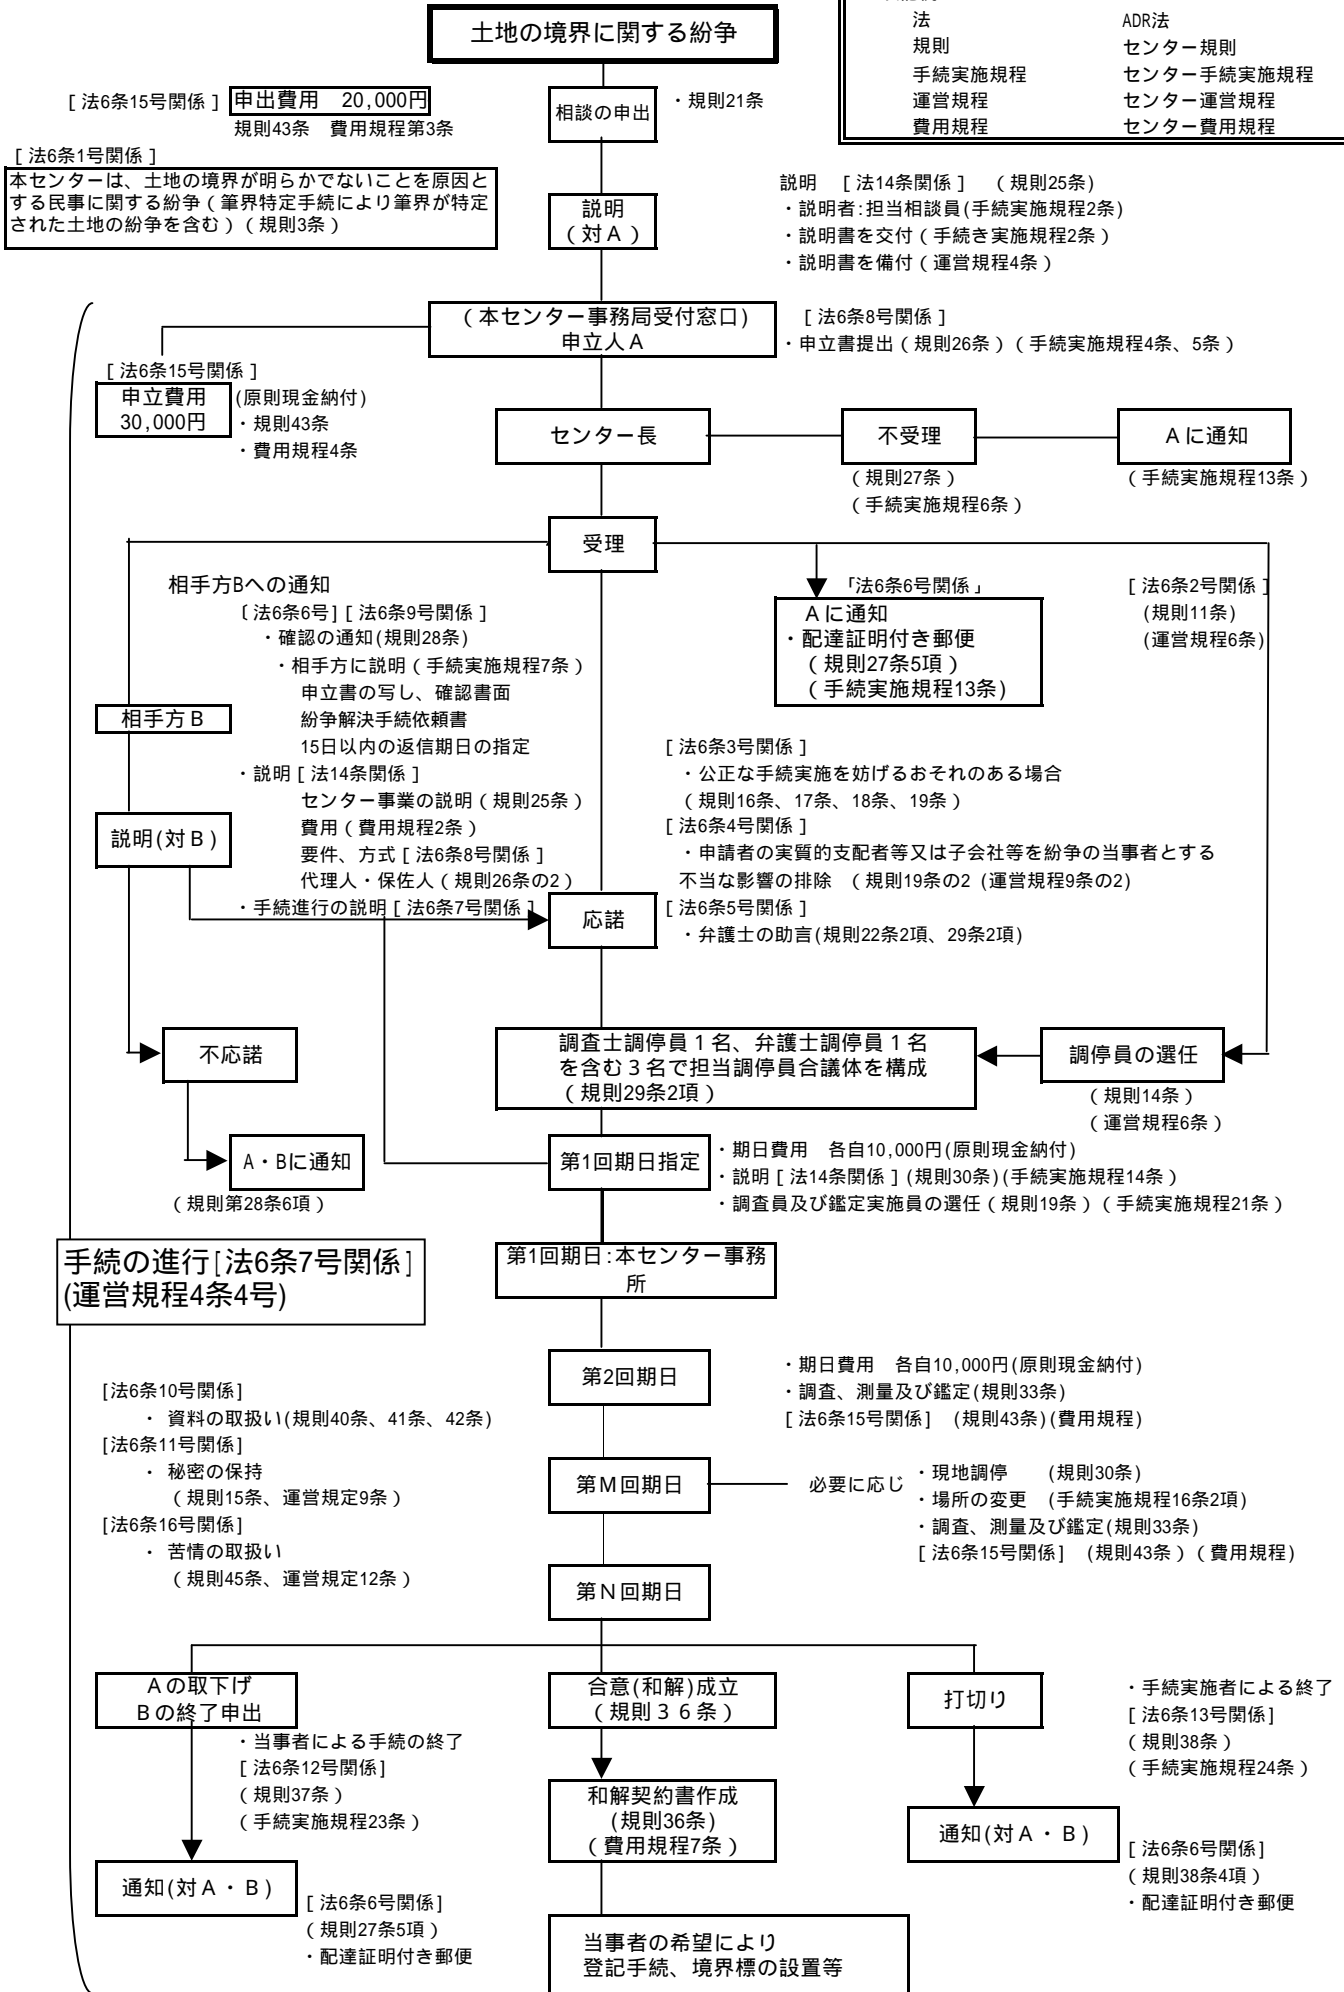 土地の境界に関する紛争
法 ADR法
規則 センター規則
手続実施規程 センター手続実施規程
運営規程 センター運営規程
費用規程 センター費用規程
[法6条15号関係] 申出費用 20,000円
規則43条 費用規程第3条
相談の申出
・規則21条
[法6条1号関係]
本センターは、土地の境界が明らかでないことを原因と
する民事に関する紛争(筆界特定手続により筆界が特定
された土地の紛争を含む)(規則3条)
説明
(対A)
説明 [法14条関係] (規則25条)
・説明者:担当相談員(手続実施規程2条)
・説明書を交付(手続き実施規程2条)
・説明書を備付(運営規程4条)
(本センター事務局受付窓口)
申立人A
[法6条8号関係]
・申立書提出(規則26条)(手続実施規程4条、5条)
[法6条15号関係]
申立費用
30,000円
(原則現金納付)
・規則43条
・費用規程4条
センター長
不受理
Aに通知
(規則27条)
(手続実施規程6条)
(手続実施規程13条)
受理
相手方Bへの通知
〔法6条6号][法6条9号関係]
・確認の通知(規則28条)
・相手方に説明(手続実施規程7条)
申立書の写し、確認書面
紛争解決手続依頼書
15日以内の返信期日の指定
・説明[法14条関係]
センター事業の説明(規則25条)
費用(費用規程2条)
要件、方式[法6条8号関係]
代理人・保佐人(規則26条の2)
・手続進行の説明[法6条7号関係]
「法6条6号関係」
Aに通知
・配達証明付き郵便
(規則27条5項)
(手続実施規程13条)
[法6条2号関係]
(規則11条)
(運営規程6条)
相手方B
説明(対B)
[法6条3号関係]
・公正な手続実施を妨げるおそれのある場合
(規則16条、17条、18条、19条)
[法6条4号関係]
・申請者の実質的支配者等又は子会社等を紛争の当事者とする
不当な影響の排除 (規則19条の2 (運営規程9条の2)
[法6条5号関係]
・弁護士の助言(規則22条2項、29条2項)
応諾
不応諾
調査士調停員1名、弁護士調停員1名
を含む3名で担当調停員合議体を構成
(規則29条2項)
調停員の選任
(規則14条)
(運営規程6条)
A・Bに通知
(規則第28条6項)
第1回期日指定
・期日費用 各自10,000円(原則現金納付)
・説明[法14条関係](規則30条)(手続実施規程14条)
・調査員及び鑑定実施員の選任(規則19条)(手続実施規程21条)
手続の進行[法6条7号関係]
(運営規程4条4号)
第1回期日:本センター事務
所
第2回期日
・期日費用 各自10,000円(原則現金納付)
・調査、測量及び鑑定(規則33条)
[法6条15号関係] (規則43条)(費用規程)
[法6条10号関係]
・ 資料の取扱い(規則40条、41条、42条)
[法6条11号関係]
・ 秘密の保持
(規則15条、運営規定9条)
[法6条16号関係]
・ 苦情の取扱い
(規則45条、運営規定12条)
第M回期日
必要に応じ
・現地調停 (規則30条)
・場所の変更 (手続実施規程16条2項)
・調査、測量及び鑑定(規則33条)
[法6条15号関係] (規則43条)(費用規程)
第N回期日
Aの取下げ
Bの終了申出
・当事者による手続の終了
[法6条12号関係]
(規則37条)
(手続実施規程23条)
通知(対A・B)
[法6条6号関係]
(規則27条5項)
・配達証明付き郵便
合意(和解)成立
(規則36条)
和解契約書作成
(規則36条)
(費用規程7条)
当事者の希望により
登記手続、境界標の設置等
打切り
・手続実施者による終了
[法6条13号関係]
(規則38条)
(手続実施規程24条)
通知(対A・B)
[法6条6号関係]
(規則38条4項)
・配達証明付き郵便